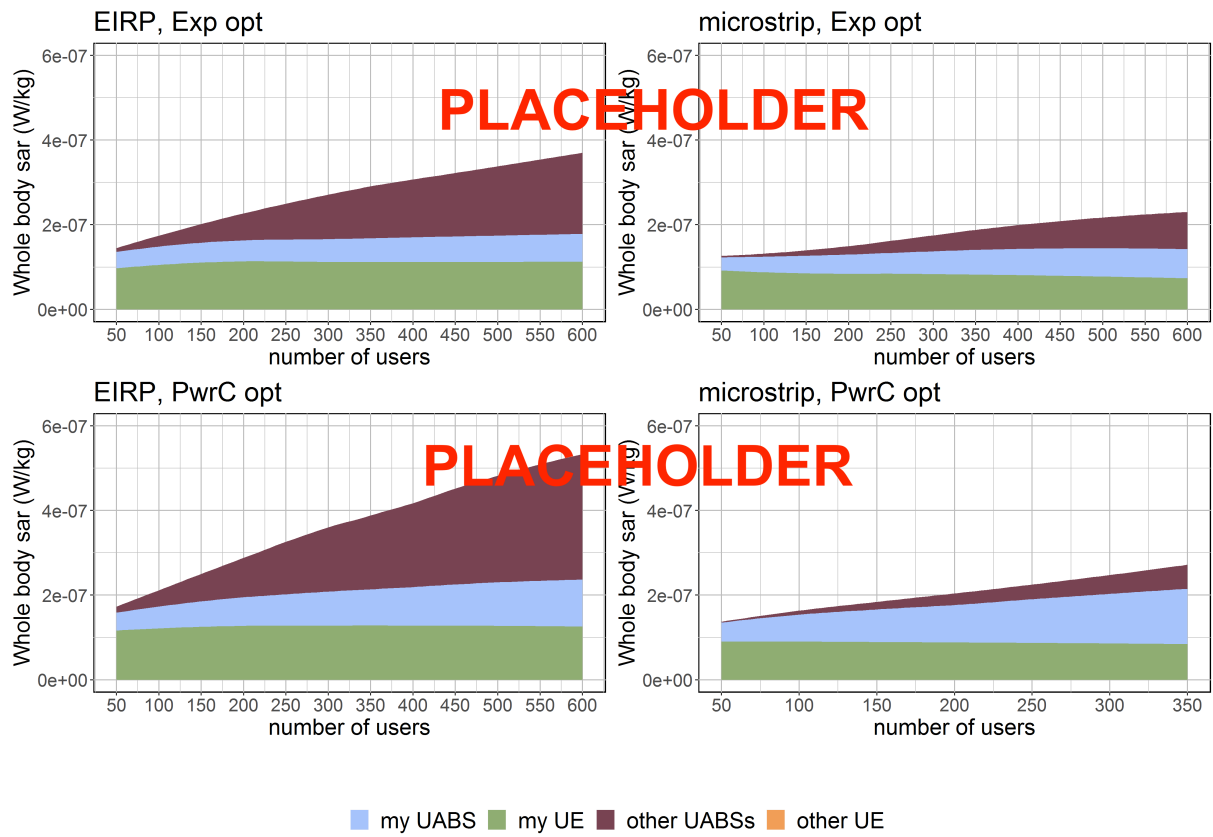 EIRP, Exp opt
microstrip, Exp opt
Whole body sar (W/kg)
6e-07
4e-07
2e-07
0e+00
50 100 150 200 250 300 350 400 450 500 550 600
number of users
Whole body sar (W/kg)
6e-07
4e-07
2e-07
0e+00
50 100 150 200 250 300 350 400 450 500 550 600
number of users
PLACEHOLDER
EIRP, PwrC opt
microstrip, PwrC opt
Whole body sar (W/kg)
6e-07
4e-07
2e-07
0e+00
50 100 150 200 250 300 350 400 450 500 550 600
number of users
Whole body sar (W/kg)
6e-07
4e-07
2e-07
0e+00
50 100 150 200 250 300 350
number of users
PLACEHOLDER
my UABS my UE other UABSs other UE